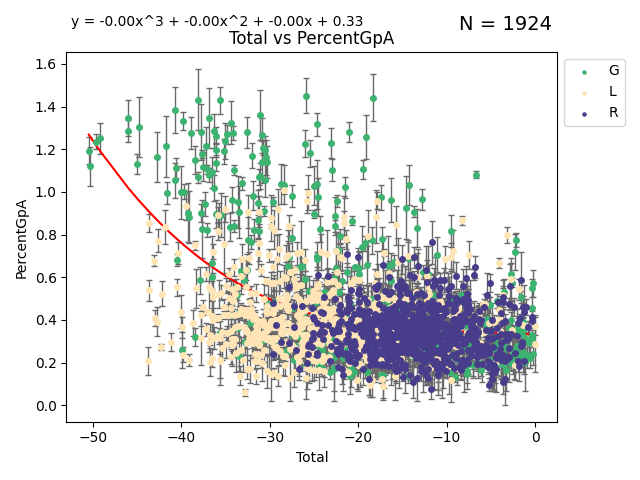 y = -0.00x^3 + -0.00x^2 + -0.00x + 0.33
N = 1924
Total vs PercentGpA
G
L
R
PercentGpA
1.6
1.4
1.2
1.0
0.8
0.6
0.4
0.2
0.0
−50
−40
−30
−20
−10
0
Total